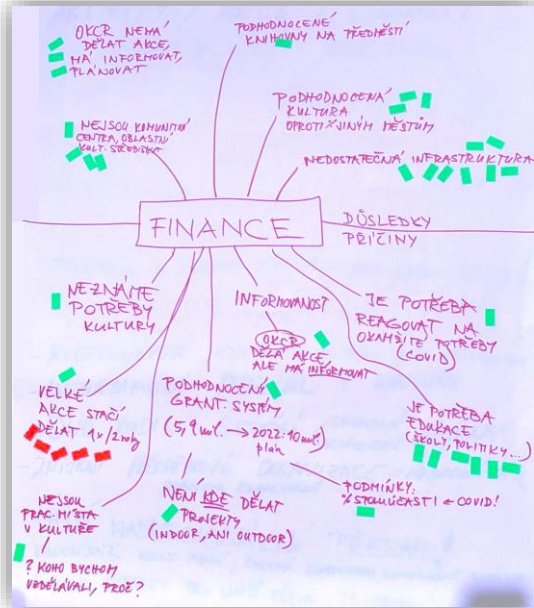 OKCR NEMÁ
DĚLAT AKCE,
MÁ INFORMOVAT,
PLÁNOVAT
PODHODNOCENÉ
KNIHOVNY NA PŘEDMĚSTÍ
PODHODNOCENÁ
KULTURA
OPROTI JINÝM MĚSTŮM
NEJSOU KOMUNITNÍ
CENTRA, OBLASTNÍ
KULT. STŘEDISKA
NEDOSTATEČNÁ INFRASTRUKTURA
FINANCE
DŮSLEDKY
PŘÍČINY
NEZNÁME
POTŘEBY
KULTURY
INFORMOVANOST
OKCR
DĚLÁ AKCE,
ALE MÁ INFORMOVAT
JE POTŘEBA
REAGOVAT NA
OKAMŽITÉ POTŘEBY
(COVID)
VELKÉ
AKCE STAČÍ
DĚLAT 1x/2 roky
PODHODNOCENÝ
GRANT. SYSTÉM
(5,9 mil. → 2022: 10 mil.)
plán
JE POTŘEBA
EDUKACE
(ŠKOLY, POLITIKY...)
PODMÍNKY:
% SPOLUÚČASTI ← COVID!
NENÍ KDE DĚLAT
PROJEKTY
(INDOOR, ANI OUTDOOR)
NEJSOU
PRAC. MÍSTA
V KULTUŘE
? KOHO BYCHOM
VZDĚLÁVALI, PROČ?